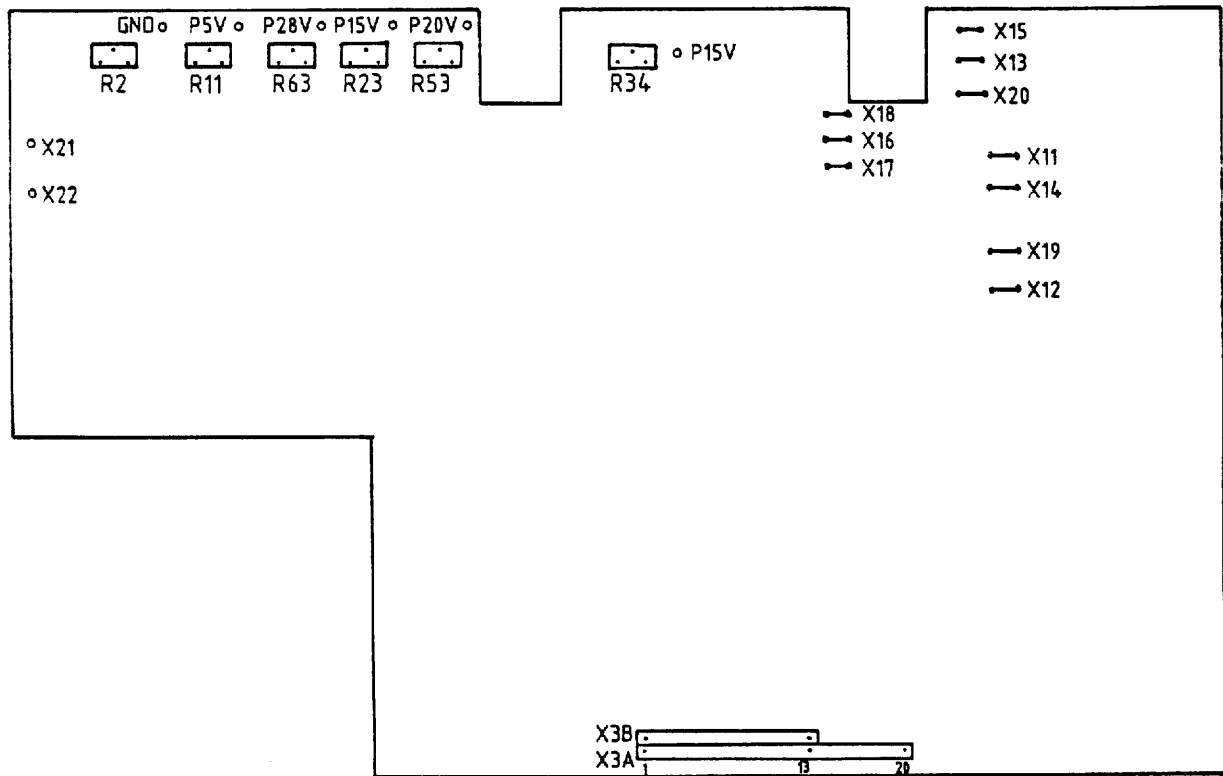 GND P5V P28V P15V P20V
R2 R11 R63 R23 R53
R34 P15V
X15
X13
X20
X18
X16
X17
X11
X14
X19
X12
X21
X22
X3B
X3A
1 13 20